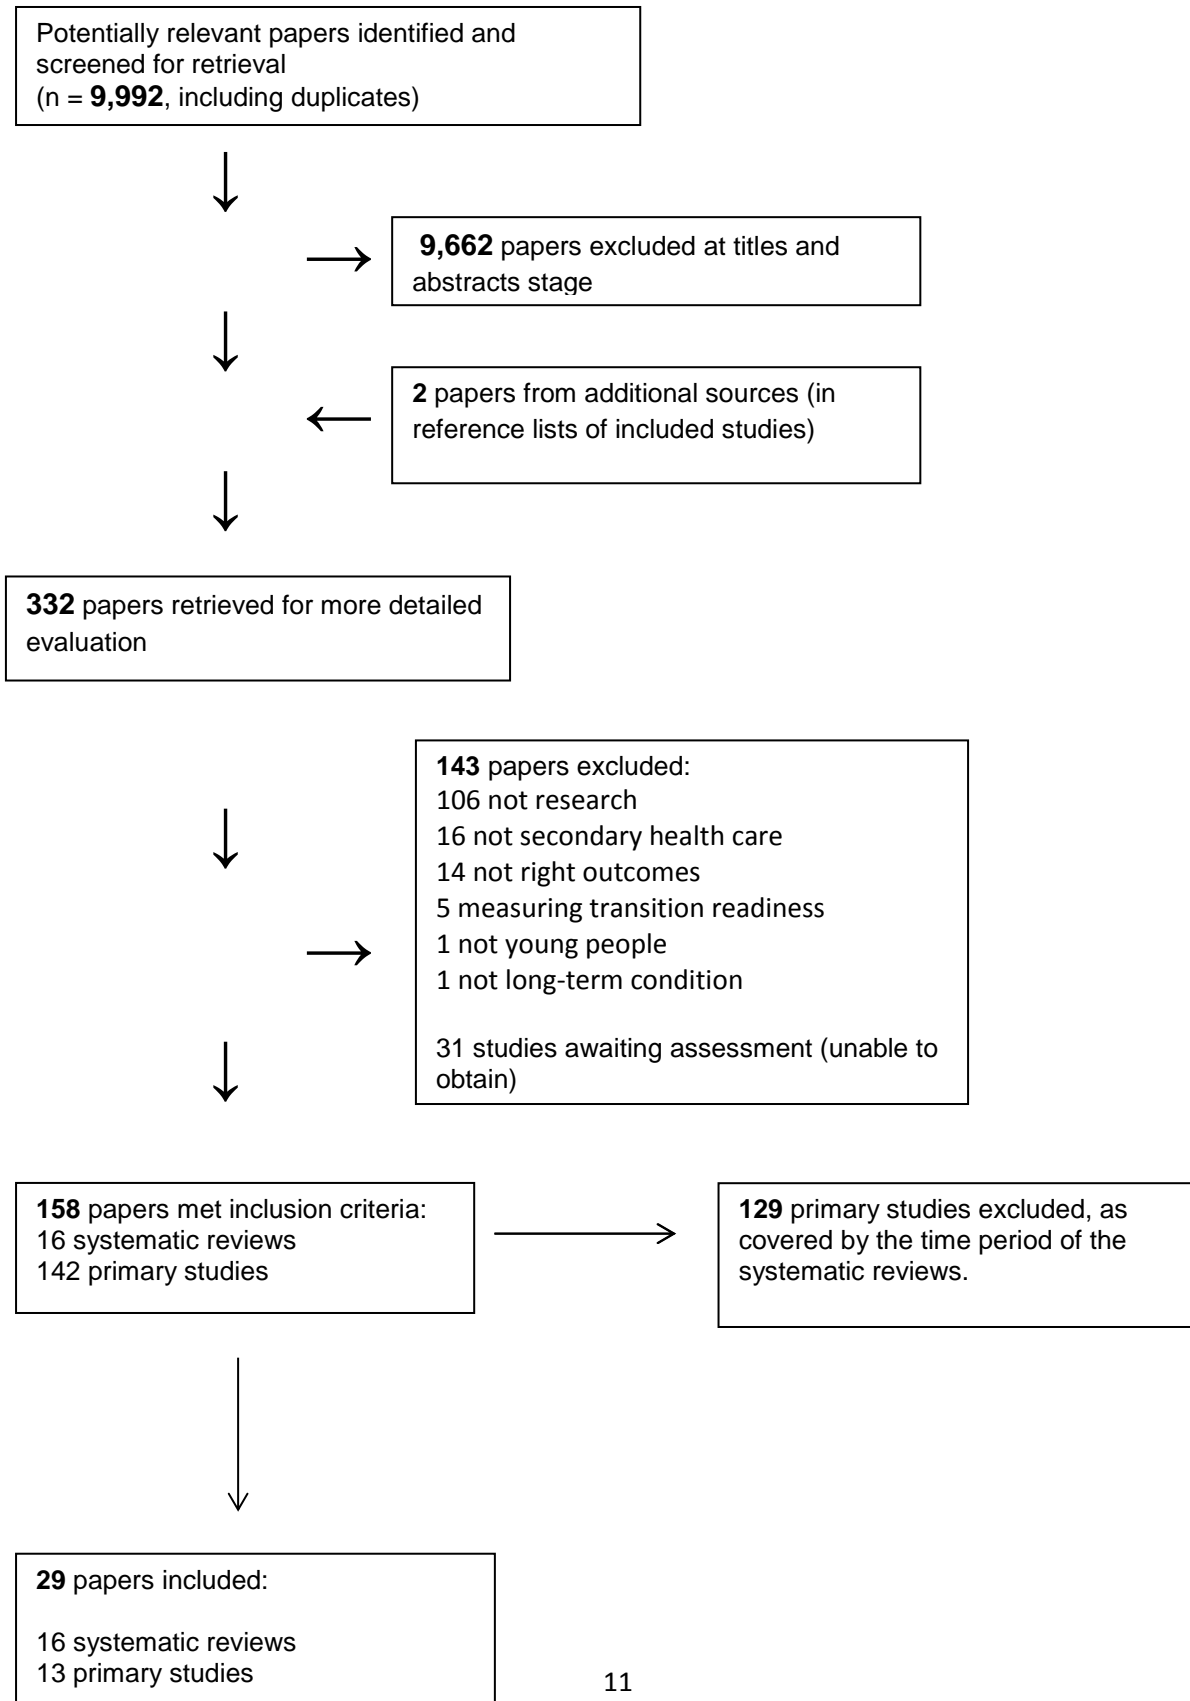 Potentially relevant papers identified and
screened for retrieval
(n = 9,992, including duplicates)
9,662 papers excluded at titles and
abstracts stage
2 papers from additional sources (in
reference lists of included studies)
332 papers retrieved for more detailed
evaluation
143 papers excluded:
106 not research
16 not secondary health care
14 not right outcomes
5 measuring transition readiness
1 not young people
1 not long-term condition
31 studies awaiting assessment (unable to
obtain)
158 papers met inclusion criteria:
16 systematic reviews
142 primary studies
129 primary studies excluded, as
covered by the time period of the
systematic reviews.
29 papers included:
16 systematic reviews
13 primary studies
11